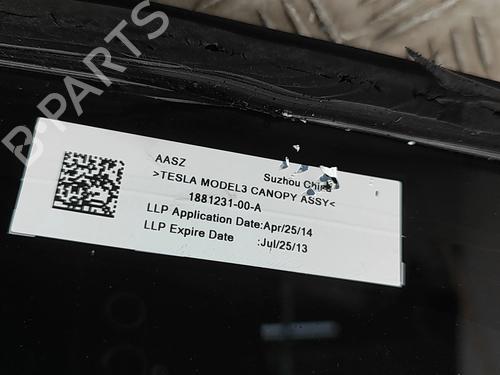 B-PARTS
AASZ
Suzhou China
>TESLA MODEL3 CANOPY ASSY<
1881231-00-A
LLP Application Date:Apr/25/14
LLP Expire Date :Jul/25/13